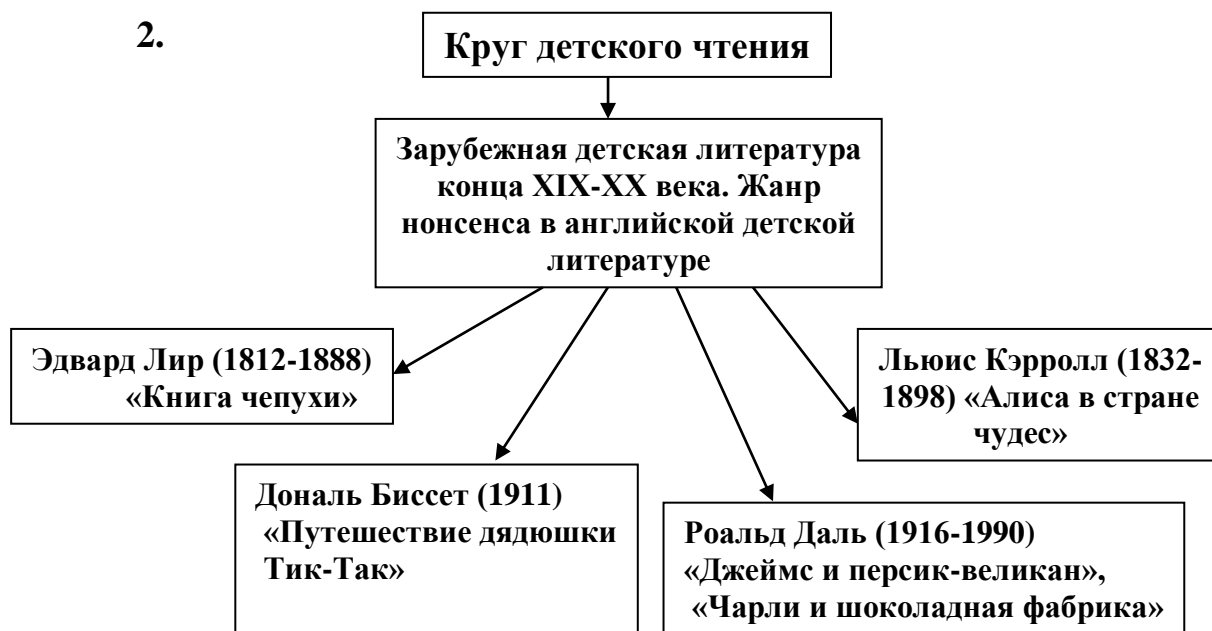 2.
Круг детского чтения
Зарубежная детская литература
конца XIX-XX века. Жанр
нонсенса в английской детской
литературе
Эдвард Лир (1812-1888)
«Книга чепухи»
Льюис Кэрролл (1832-
1898) «Алиса в стране
чудес»
Дональ Биссет (1911)
«Путешествие дядюшки
Тик-Так»
Роальд Даль (1916-1990)
«Джеймс и персик-великан»,
«Чарли и шоколадная фабрика»